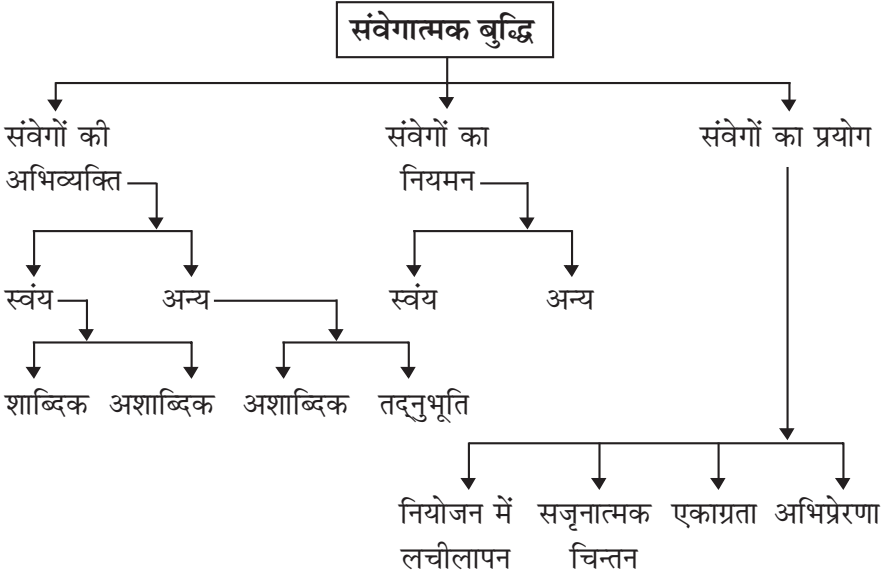 संवेगात्मक बुद्धि
संवेगों की
अभिव्यक्ति
संवेगों का
नियमन
संवेगों का प्रयोग
स्वंय
अन्य
स्वंय
अन्य
शाब्दिक
अशाब्दिक
अशाब्दिक
तद्नुभूति
नियोजन में
लचीलापन
सजृनात्मक
चिन्तन
एकाग्रता
अभिप्रेरणा